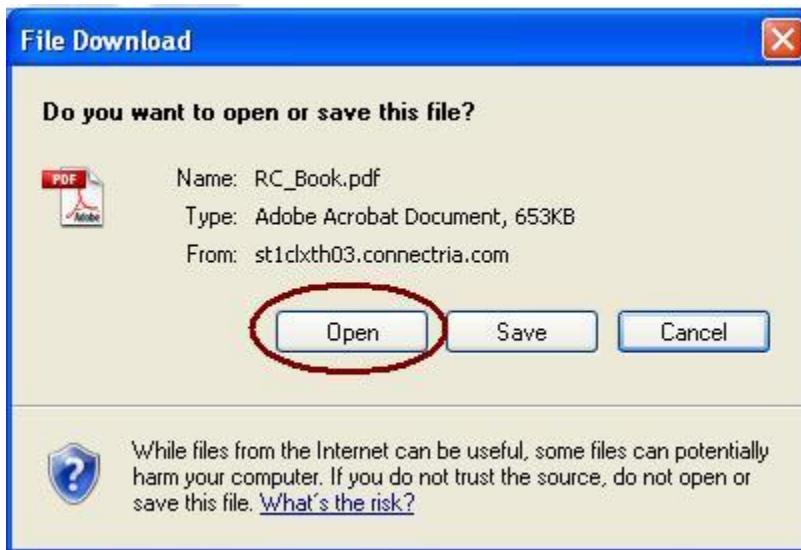 File Download
Do you want to open or save this file?
PDF
Adobe
Name: RC_Book.pdf
Type: Adobe Acrobat Document, 653KB
From: st1clxth03.connectria.com
Open Save Cancel
While files from the Internet can be useful, some files can potentially
harm your computer. If you do not trust the source, do not open or
save this file. What's the risk?